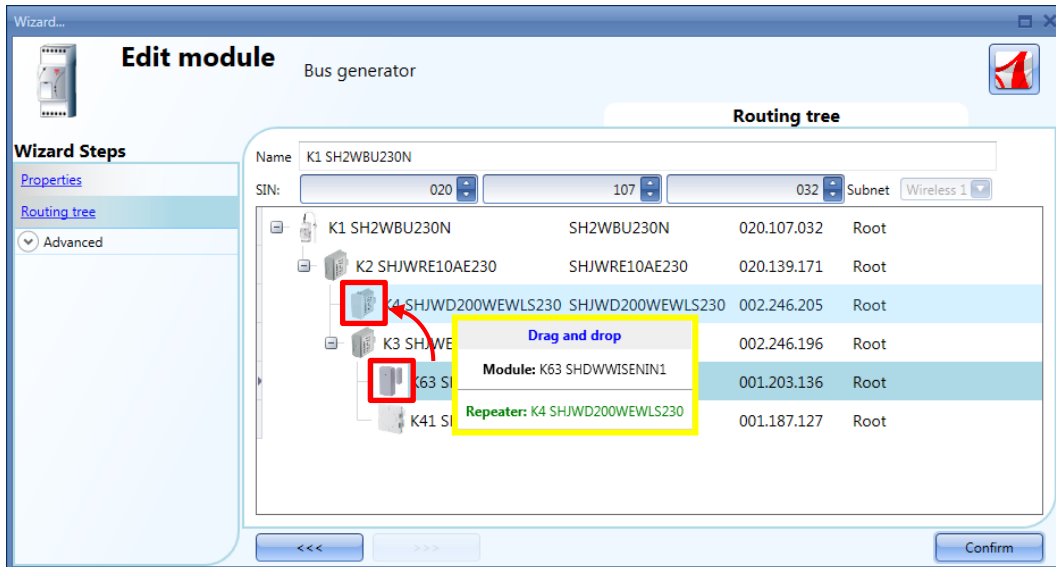 Wizard...
Edit module
Bus generator
Routing tree
Wizard Steps
Properties
Routing tree
Advanced
Name K1 SH2WBU230N
SIN: 020 107 032 Subnet Wireless 1
K1 SH2WBU230N SH2WBU230N 020.107.032 Root
K2 SHJWRE10AE230 SHJWRE10AE230 020.139.171 Root
K4 SHJWD200WEWLS230 SHJWD200WEWLS230 002.246.205 Root
K3 SHJWE 002.246.196 Root
Drag and drop
Module: K63 SHDWWISENIN1
Repeater: K4 SHJWD200WEWLS230
K63 001.203.136 Root
K41 001.187.127 Root
<<< >>> Confirm